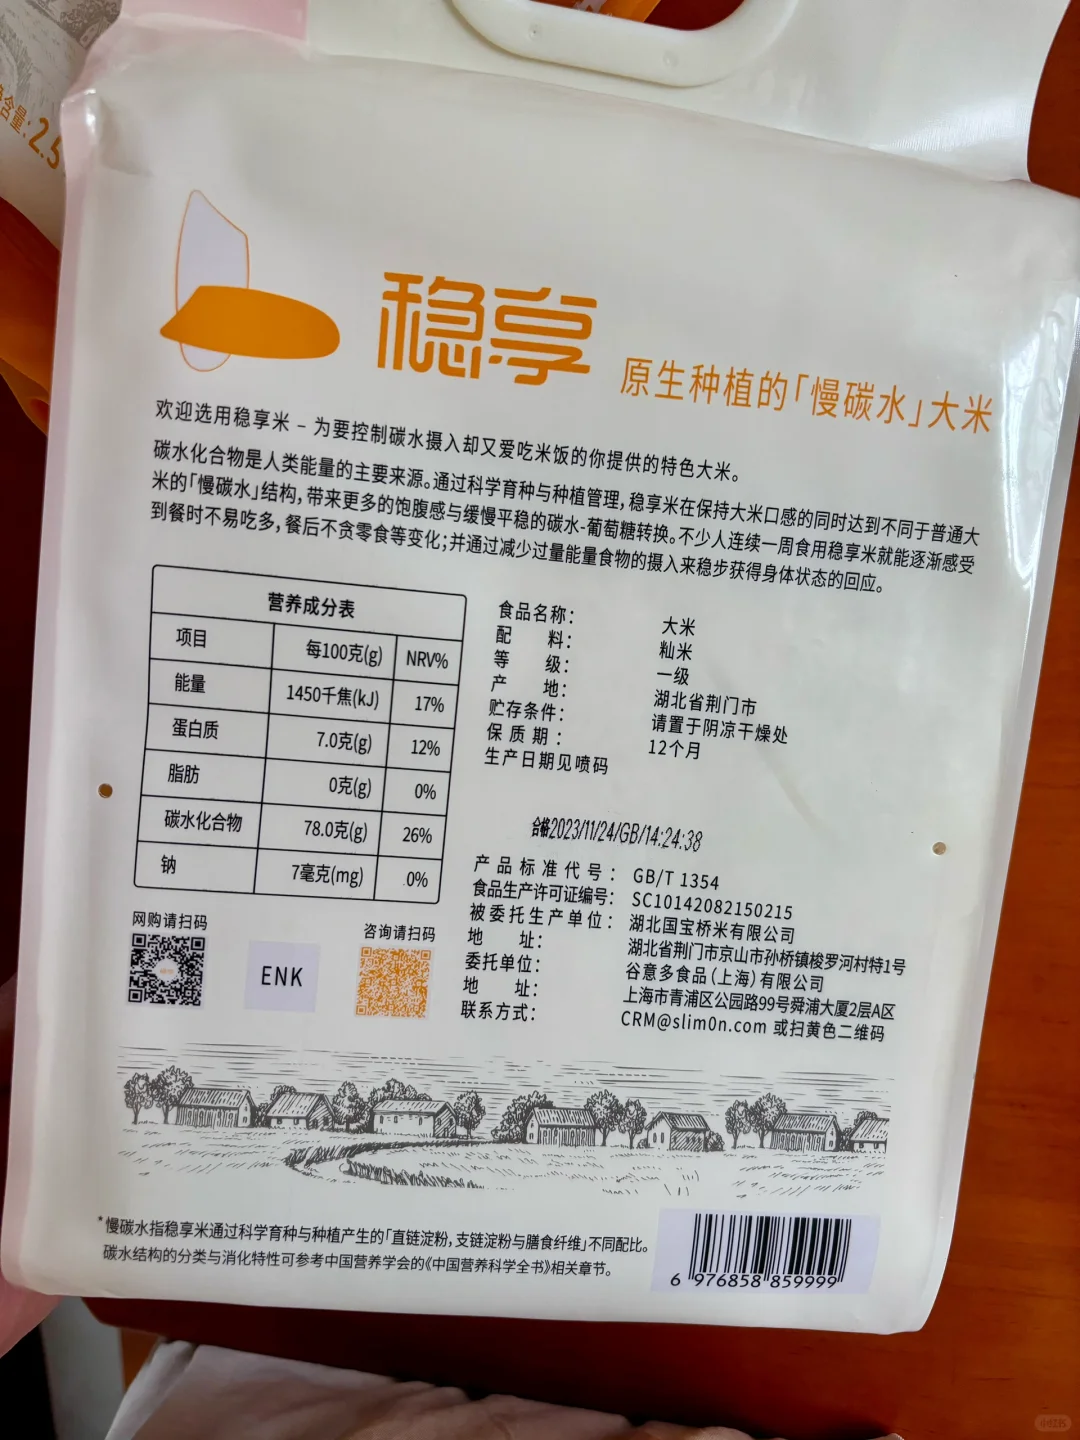 含量:2.5
稳享
原生种植的「慢碳水」大米
欢迎选用稳享米 - 为要控制碳水摄入却又爱吃米饭的你提供的特色大米。
碳水化合物是人类能量的主要来源。通过科学育种与种植管理,稳享米在保持大米口感的同时达到不同于普通大
米的「慢碳水」结构,带来更多的饱腹感与缓慢平稳的碳水-葡萄糖转换。不少人连续一周食用稳享米就能逐渐感受
到餐时不易吃多,餐后不贪零食等变化;并通过减少过量能量食物的摄入来稳步获得身体状态的回应。
营养成分表
项目 每100克(g) NRV%
能量 1450千焦(kJ) 17%
蛋白质 7.0克(g) 12%
脂肪 0克(g) 0%
碳水化合物 78.0克(g) 26%
钠 7毫克(mg) 0%
食品名称: 大米
配料: 籼米
等级: 一级
产地: 湖北省荆门市
贮存条件: 请置于阴凉干燥处
保质期: 12个月
生产日期见喷码
合格2023/11/24/GB/14:24:38
产品标准代号: GB/T 1354
食品生产许可证编号: SC10142082150215
被委托生产单位: 湖北国宝桥米有限公司
地址: 湖北省荆门市京山市孙桥镇梭罗河村特1号
委托单位: 谷意多食品(上海)有限公司
地址: 上海市青浦区公园路99号舜浦大厦2层A区
联系方式: CRM@slim0n.com 或扫黄色二维码
网购请扫码
ENK
咨询请扫码
*慢碳水指稳享米通过科学育种与种植产生的「直链淀粉,支链淀粉与膳食纤维」不同配比。
碳水结构的分类与消化特性可参考中国营养学会的《中国营养科学全书》相关章节。
6 976858 859999
小红书